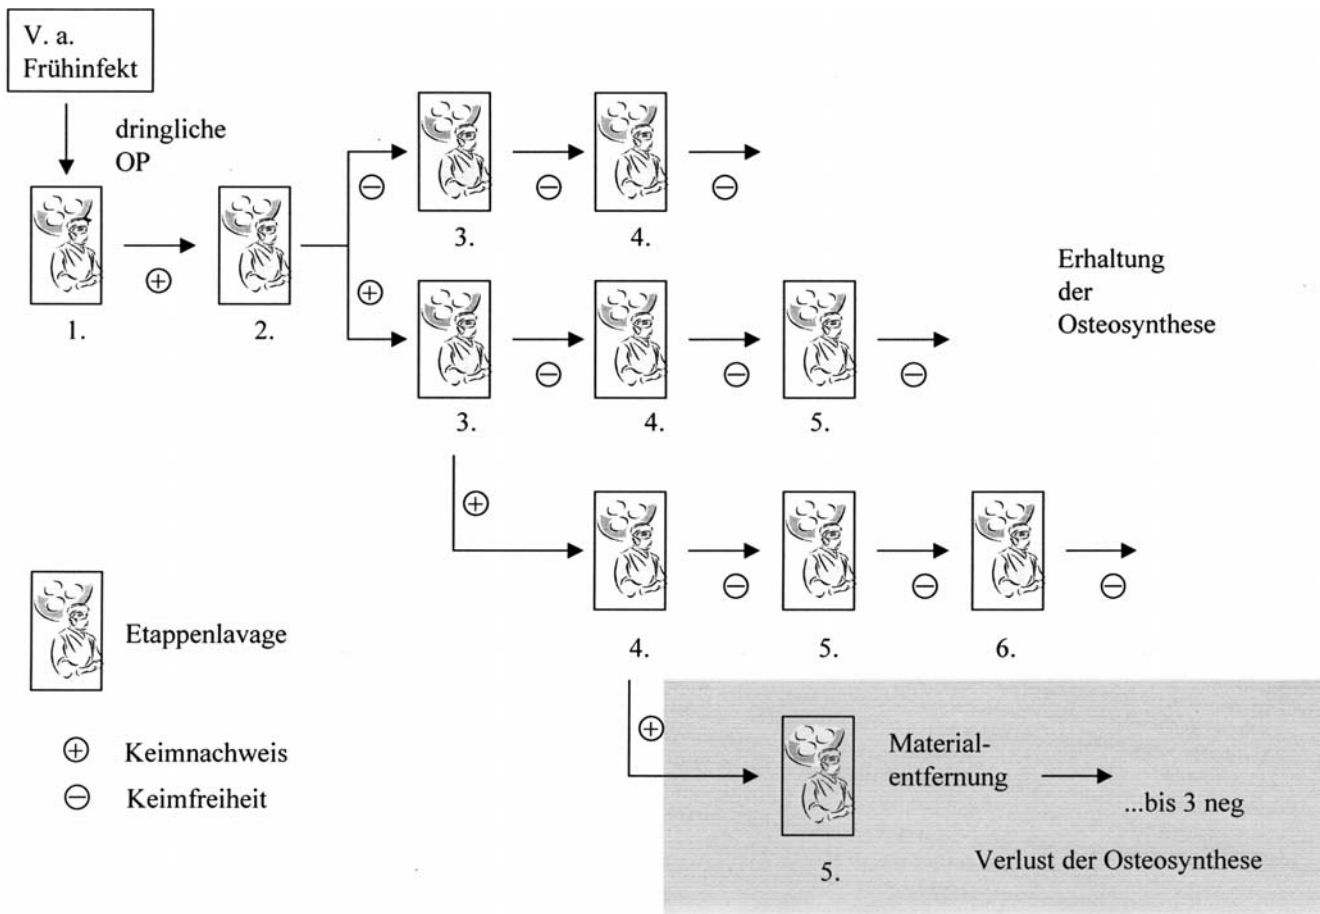 V. a.
Frühinfekt
dringliche
OP
1.
+
2.
−
3.
−
4.
−
+
3.
−
4.
−
5.
−
Erhaltung
der
Osteosynthese
+
4.
−
5.
−
6.
−
+
5.
Material-
entfernung
...bis 3 neg
Verlust der Osteosynthese
Etappenlavage
+ Keimnachweis
− Keimfreiheit